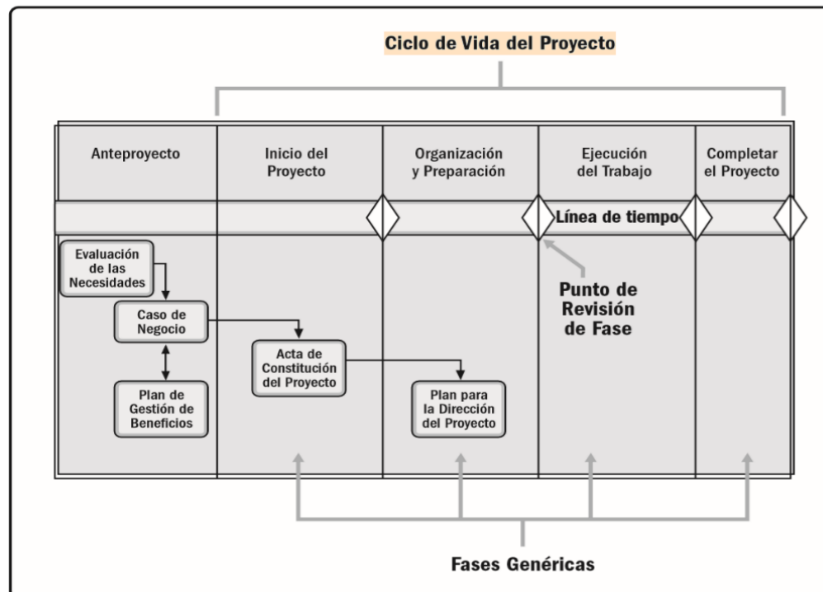 Ciclo de Vida del Proyecto
Anteproyecto
Inicio del
Proyecto
Organización
y Preparación
Ejecución
del Trabajo
Completar
el Proyecto
Línea de tiempo
Evaluación
de las
Necesidades
Caso de
Negocio
Plan de
Gestión de
Beneficios
Acta de
Constitución
del Proyecto
Plan para
la Dirección
del Proyecto
Punto de
Revisión
de Fase
Fases Genéricas